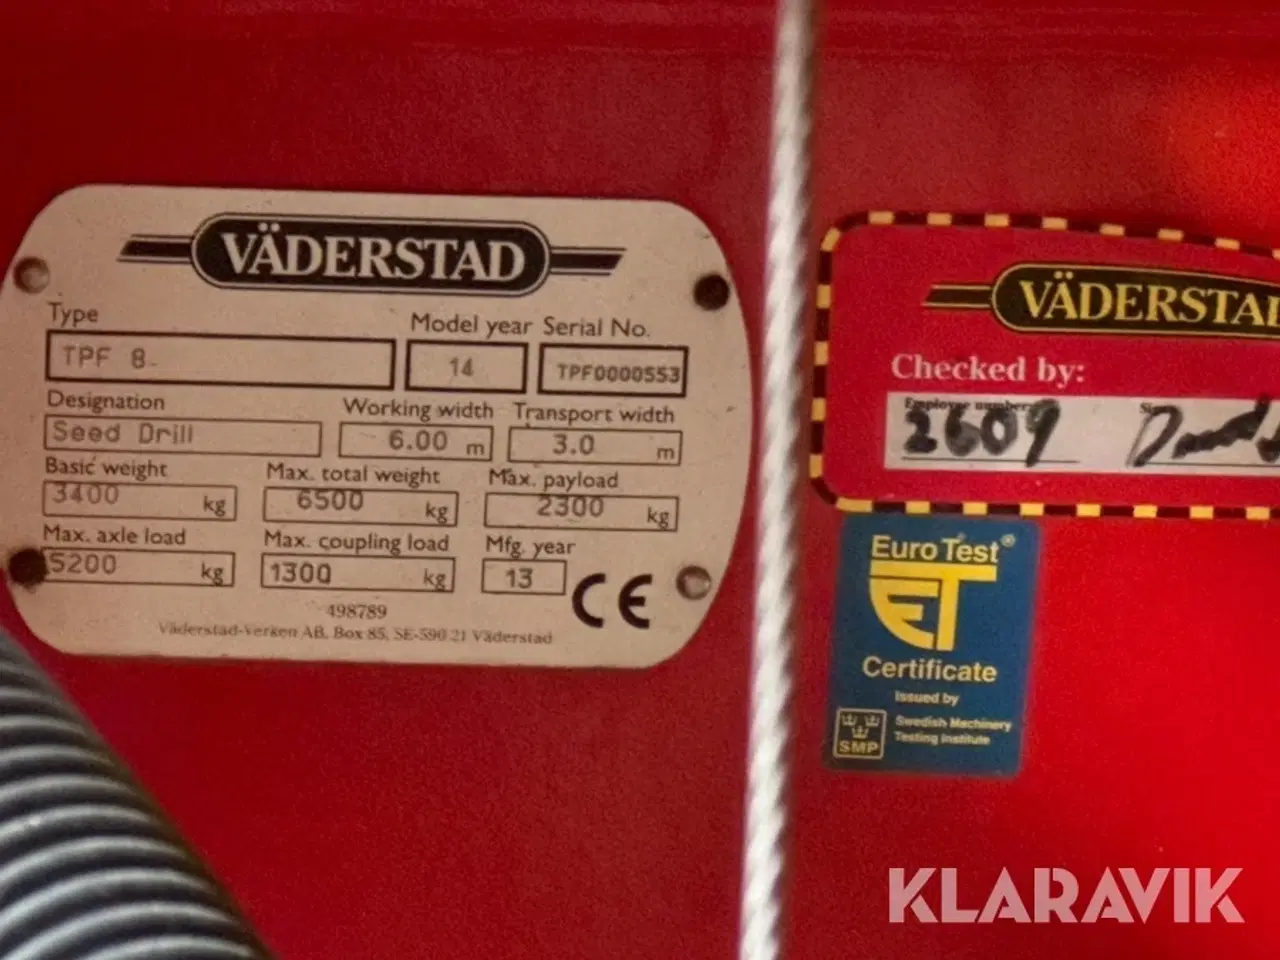 VÄDERSTAD
Type
TPF 8-
Model year
14
Serial No.
TPF0000553
Designation
Seed Drill
Working width
6.00 m
Transport width
3.0 m
Basic weight
3400 kg
Max. total weight
6500 kg
Max. payload
2300 kg
Max. axle load
5200 kg
Max. coupling load
1300 kg
Mfg. year
13
CE
498789
Väderstad-Verken AB, Box 85, SE-590 21 Väderstad
VÄDERSTAD
Checked by:
Employee number
2609
Euro Test®
ET
Certificate
Issued by
SMP
Swedish Machinery
Testing Institute
KLARAVIK